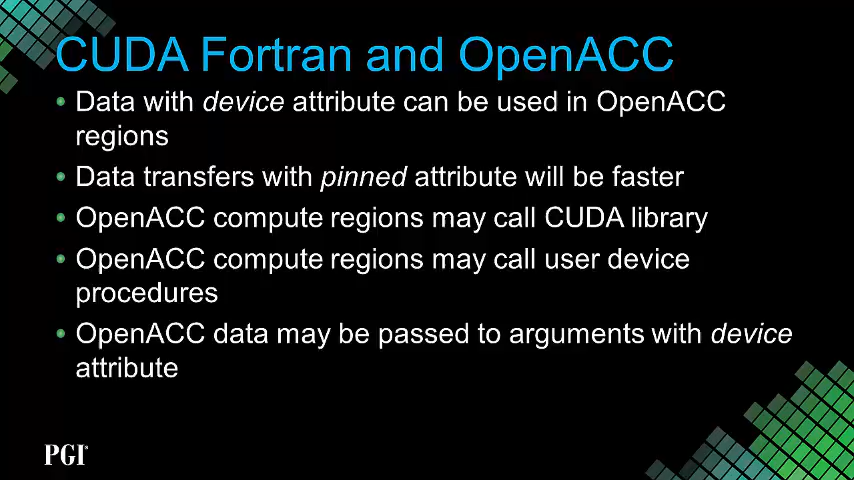 CUDA Fortran and OpenACC
• Data with device attribute can be used in OpenACC
regions
• Data transfers with pinned attribute will be faster
• OpenACC compute regions may call CUDA library
• OpenACC compute regions may call user device
procedures
• OpenACC data may be passed to arguments with device
attribute
PGI®